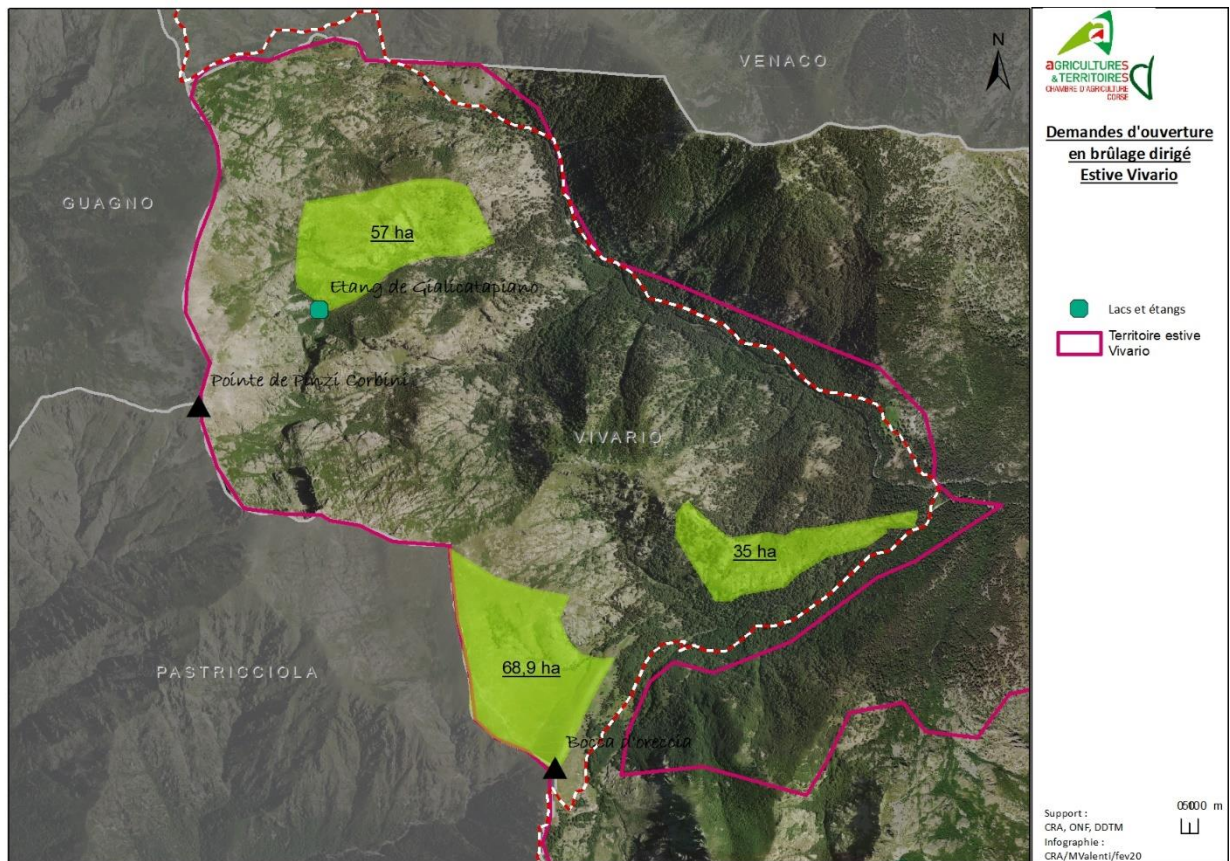 N
VENACO
GUAGNO
57 ha
Etang de Gialicatapiano
Pointe de Pinzi Corbini
VIVARIO
35 ha
68,9 ha
PASTRICCIOLA
Bocca d'oreccia
AGRICULTURES
& TERRITOIRES
CHAMBRE D'AGRICULTURE
CORSE
Demandes d'ouverture
en brûlage dirigé
Estive Vivario
Lacs et étangs
Territoire estive
Vivario
Support :
CRA, ONF, DDTM
Infographie :
CRA/MValenti/fev20
m